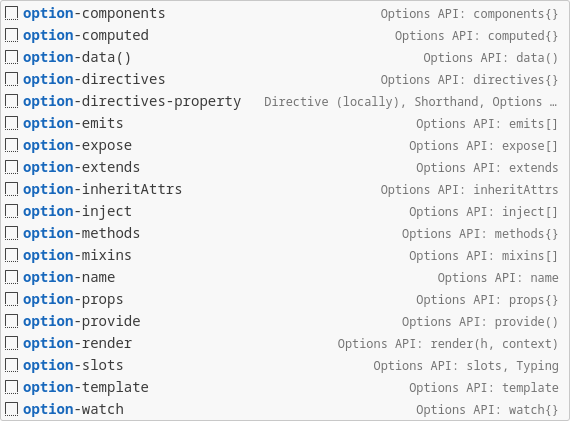 option-components Options API: components{}
option-computed Options API: computed{}
option-data() Options API: data()
option-directives Options API: directives{}
option-directives-property Directive (locally), Shorthand, Options …
option-emits Options API: emits[]
option-expose Options API: expose[]
option-extends Options API: extends
option-inheritAttrs Options API: inheritAttrs
option-inject Options API: inject[]
option-methods Options API: methods{}
option-mixins Options API: mixins[]
option-name Options API: name
option-props Options API: props{}
option-provide Options API: provide()
option-render Options API: render(h, context)
option-slots Options API: slots, Typing
option-template Options API: template
option-watch Options API: watch{}